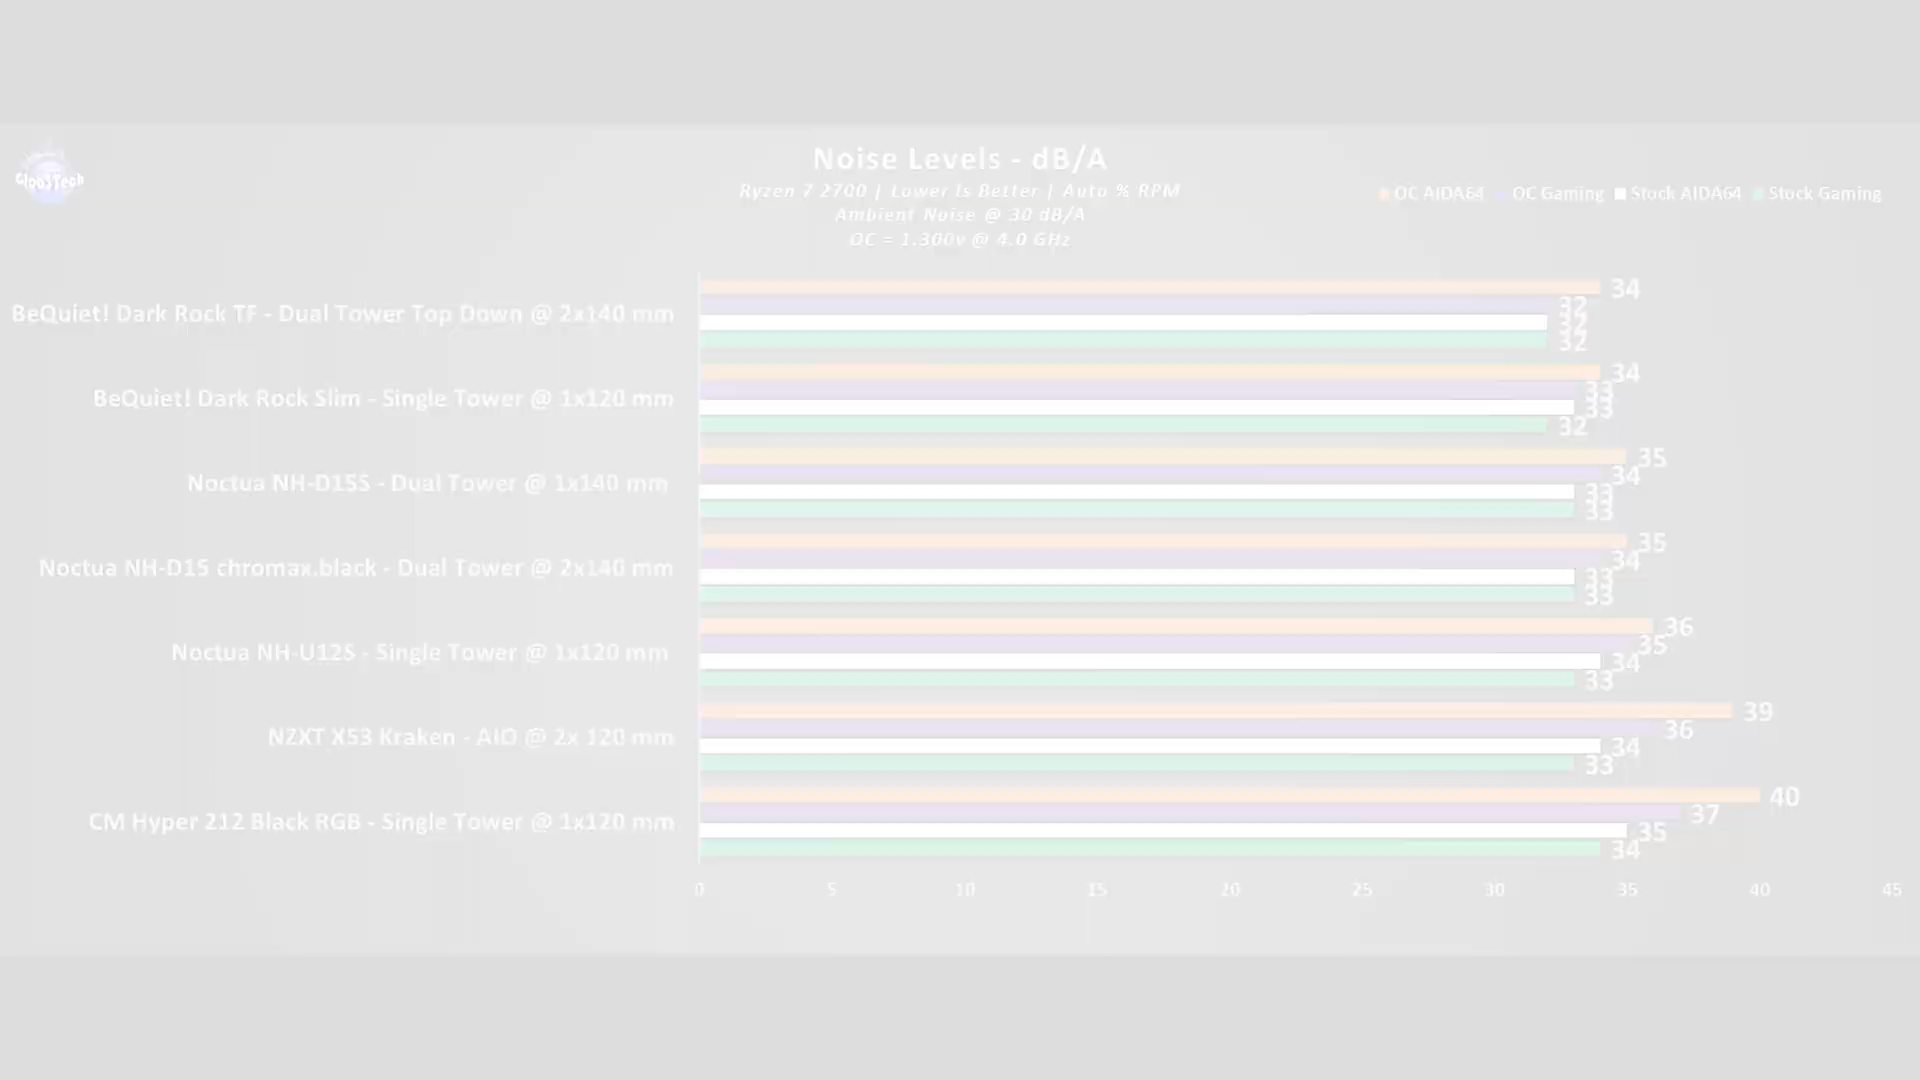 Gloo3Tech
Noise Levels - dB/A
Ryzen 7 2700 | Lower Is Better | Auto % RPM
Ambient Noise @ 30 dB/A
OC = 1.300v @ 4.0 GHz
OC AIDA64 OC Gaming Stock AIDA64 Stock Gaming
BeQuiet! Dark Rock TF - Dual Tower Top Down @ 2x140 mm
34
32
32
32
BeQuiet! Dark Rock Slim - Single Tower @ 1x120 mm
34
33
33
32
Noctua NH-D15S - Dual Tower @ 1x140 mm
35
34
33
33
Noctua NH-D15 chromax.black - Dual Tower @ 2x140 mm
35
34
33
33
Noctua NH-U12S - Single Tower @ 1x120 mm
36
35
34
33
NZXT X53 Kraken - AIO @ 2x 120 mm
39
36
34
33
CM Hyper 212 Black RGB - Single Tower @ 1x120 mm
40
37
35
34
0 5 10 15 20 25 30 35 40 45